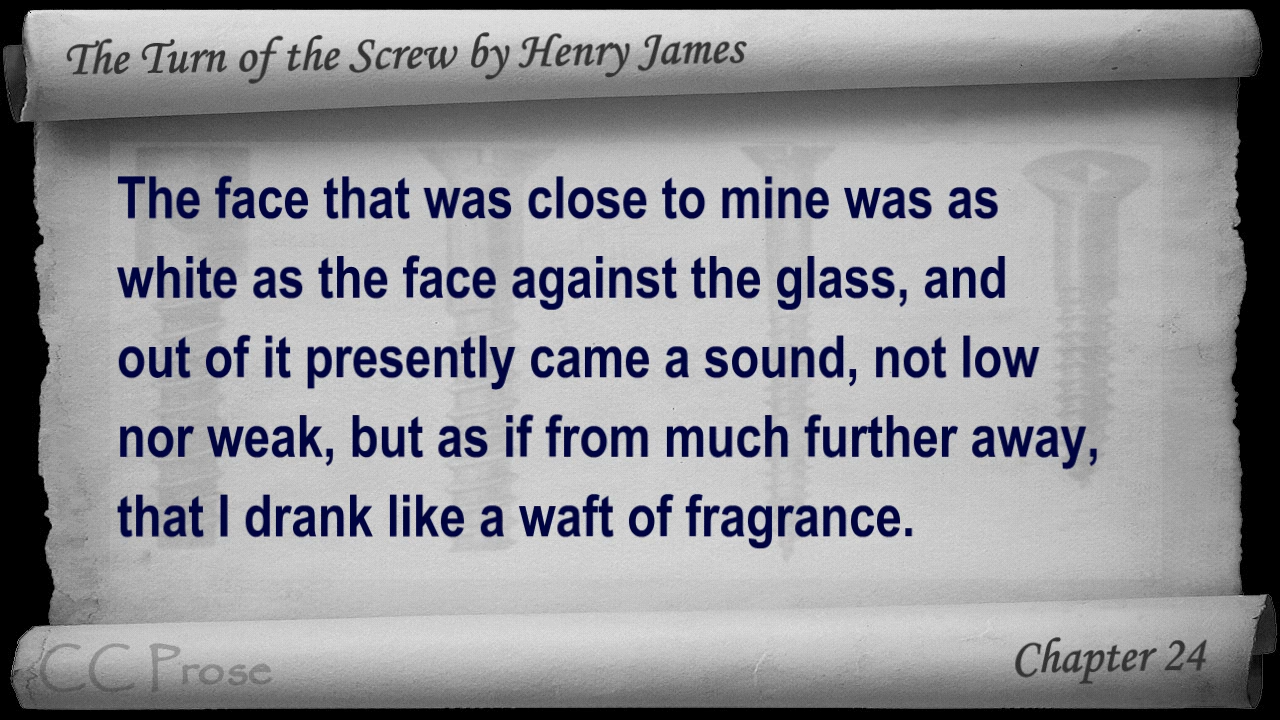 The Turn of the Screw by Henry James
The face that was close to mine was as
white as the face against the glass, and
out of it presently came a sound, not low
nor weak, but as if from much further away,
that I drank like a waft of fragrance.
CC Prose
Chapter 24